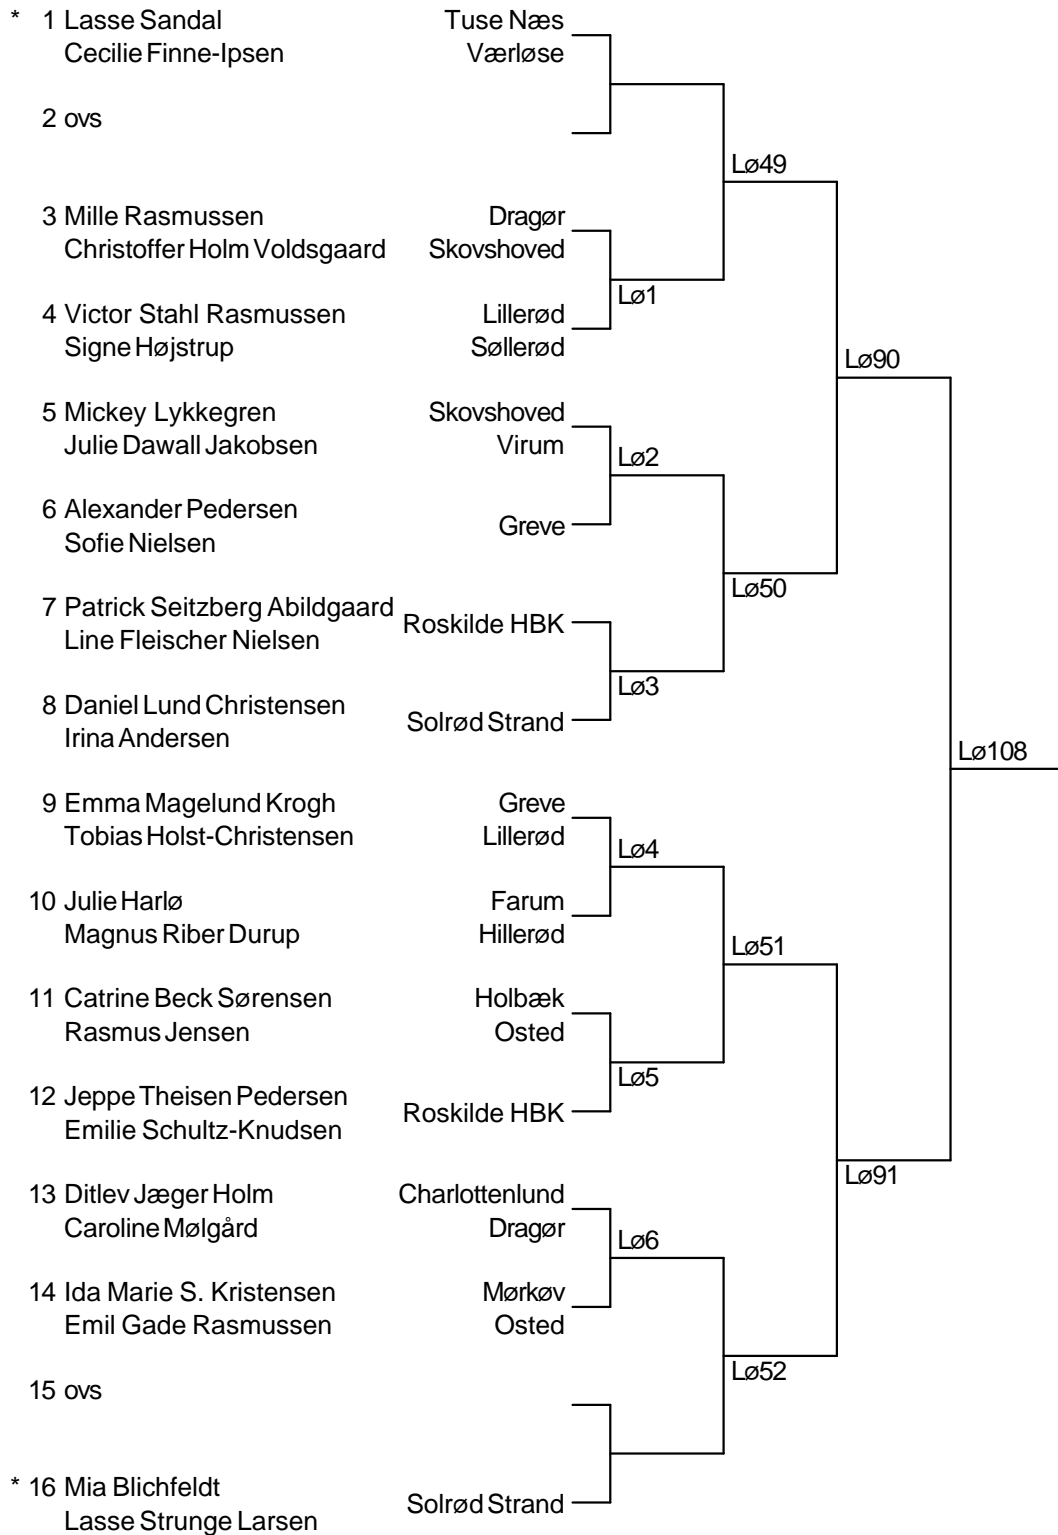 * 1 Lasse Sandal Tuse Næs
Cecilie Finne-Ipsen Værløse
2 ovs
Lø49
3 Mille Rasmussen Dragør
Christoffer Holm Voldsgaard Skovshoved
Lø1
4 Victor Stahl Rasmussen Lillerød
Signe Højstrup Søllerød
Lø90
5 Mickey Lykkegren Skovshoved
Julie Dawall Jakobsen Virum
Lø2
6 Alexander Pedersen
Sofie Nielsen Greve
Lø50
7 Patrick Seitzberg Abildgaard
Line Fleischer Nielsen Roskilde HBK
Lø3
8 Daniel Lund Christensen
Irina Andersen Solrød Strand
Lø108
9 Emma Magelund Krogh Greve
Tobias Holst-Christensen Lillerød
Lø4
10 Julie Harlø Farum
Magnus Riber Durup Hillerød
Lø51
11 Catrine Beck Sørensen Holbæk
Rasmus Jensen Osted
Lø5
12 Jeppe Theisen Pedersen
Emilie Schultz-Knudsen Roskilde HBK
Lø91
13 Ditlev Jæger Holm Charlottenlund
Caroline Mølgård Dragør
Lø6
14 Ida Marie S. Kristensen Mørkøv
Emil Gade Rasmussen Osted
Lø52
15 ovs
* 16 Mia Blichfeldt
Lasse Strunge Larsen Solrød Strand